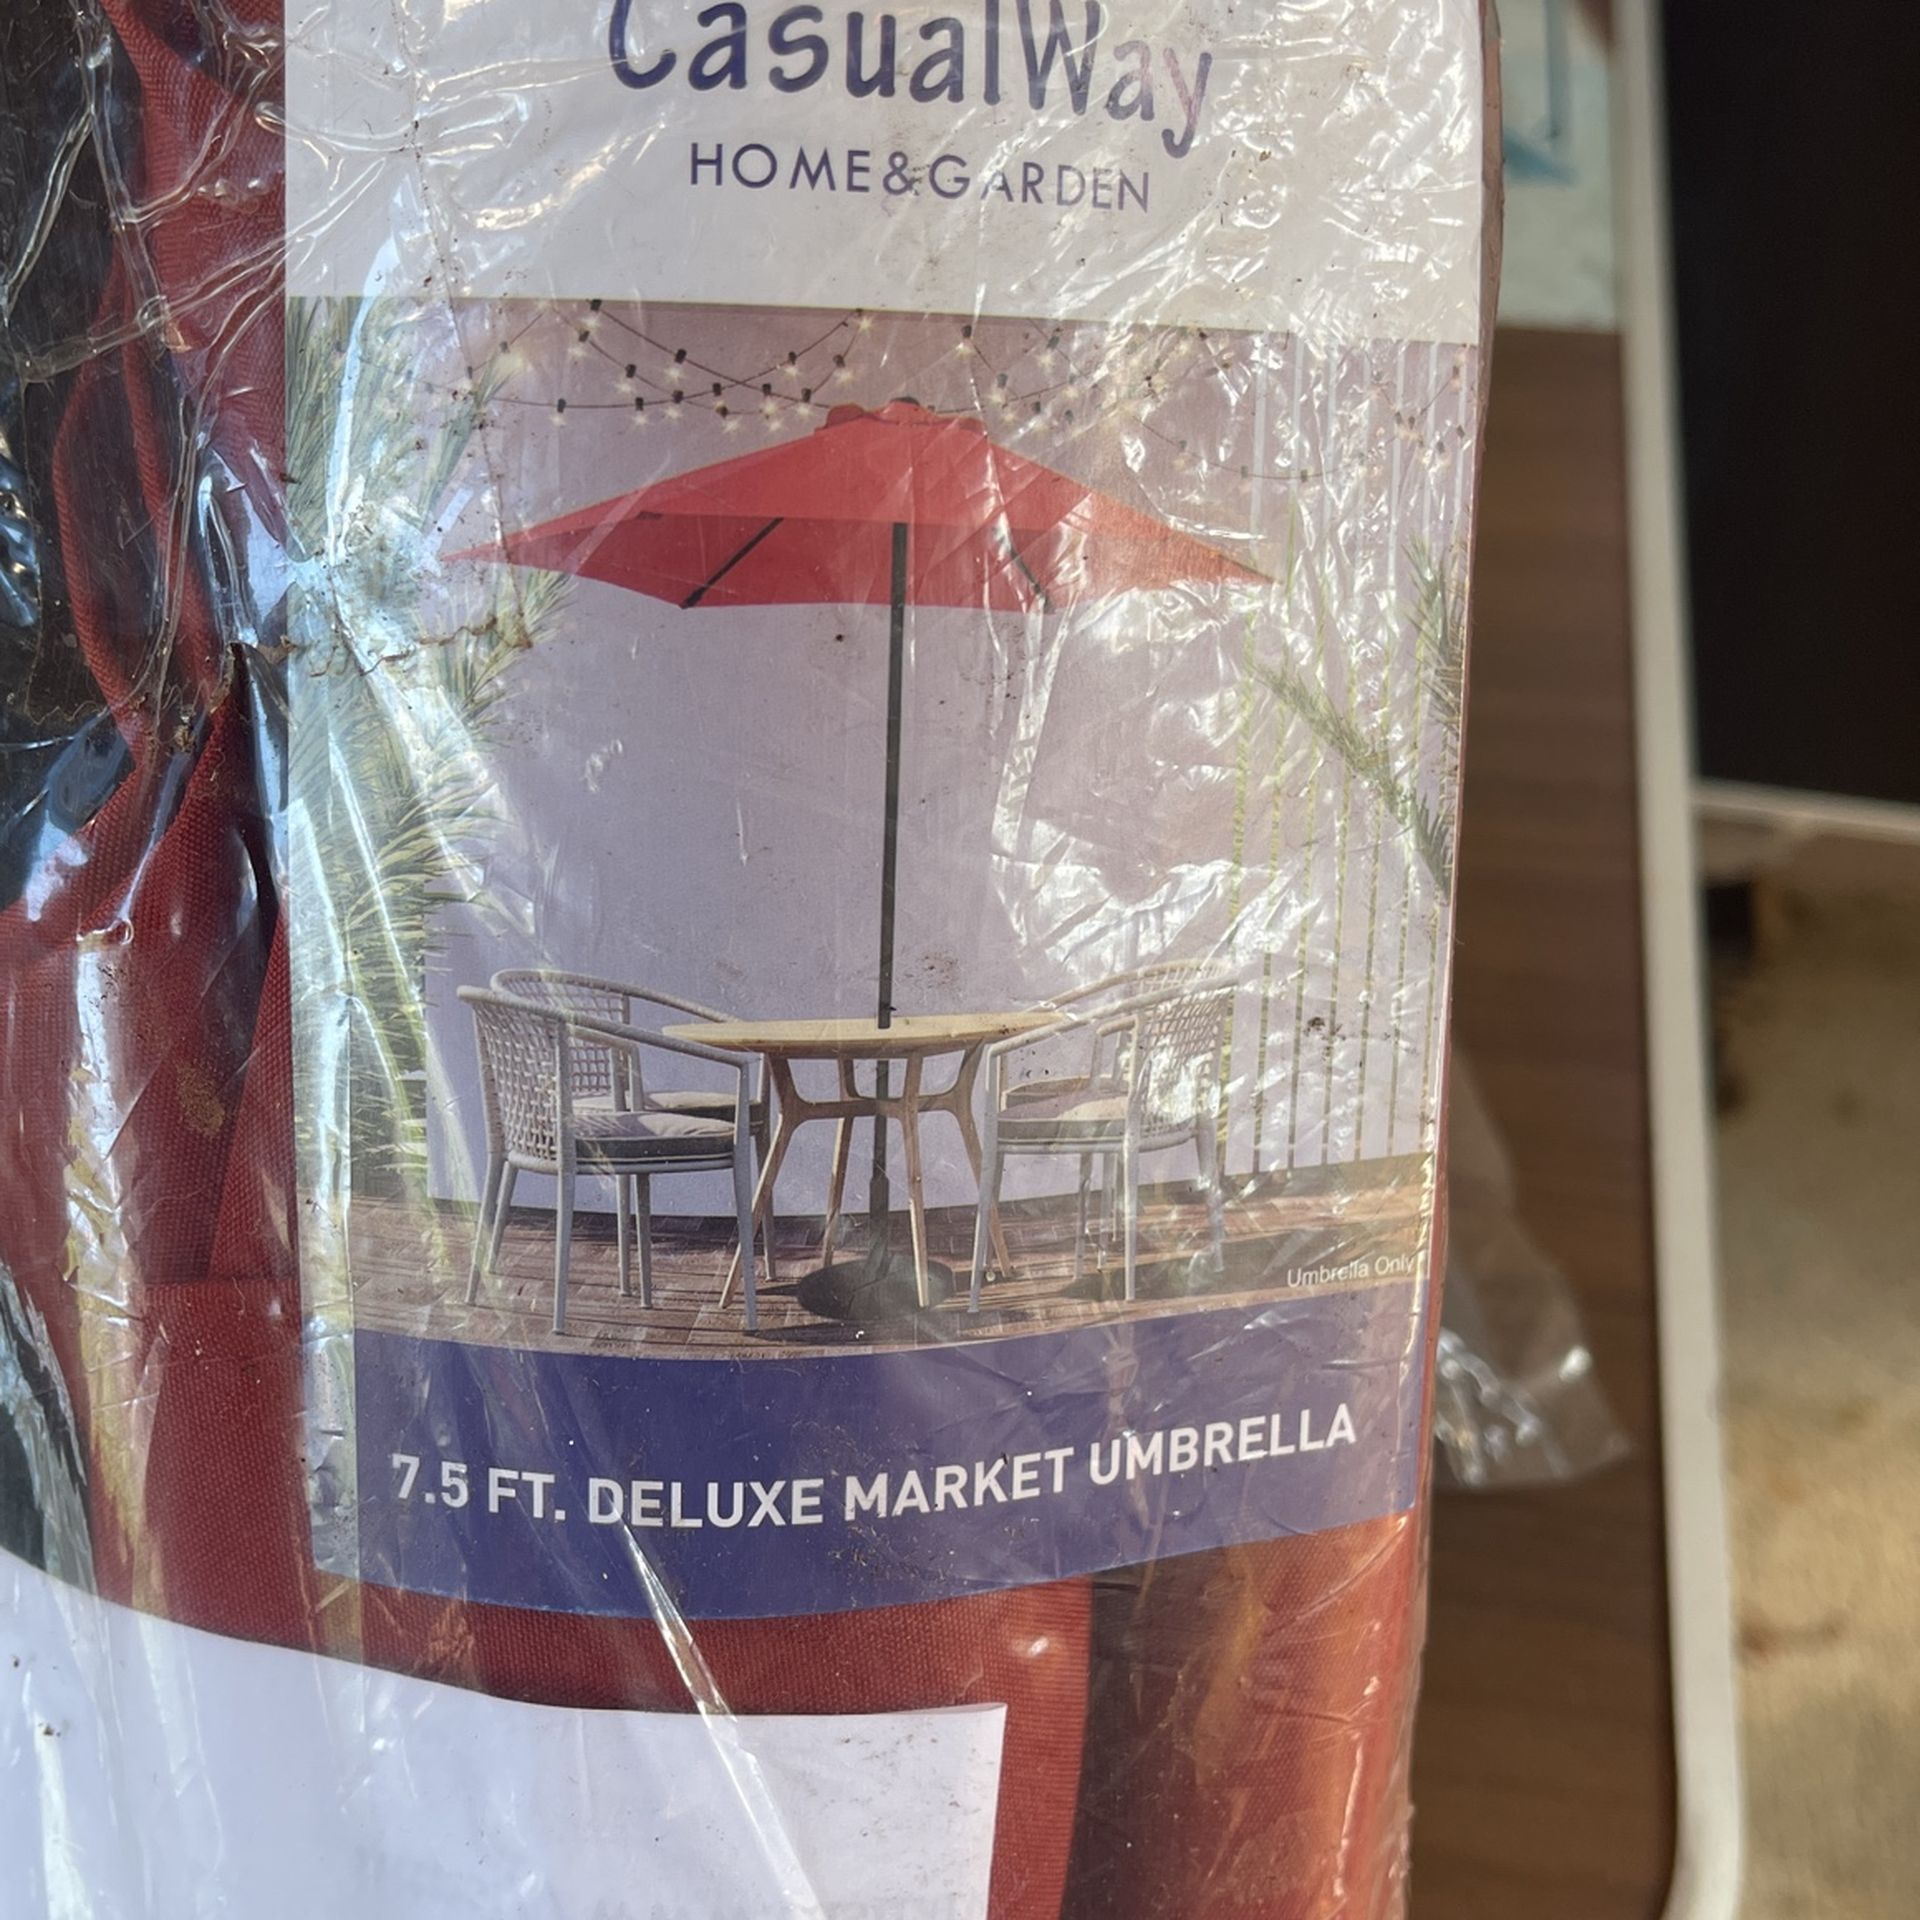 CasualWay
HOME&GARDEN
Umbrella Only
7.5 FT. DELUXE MARKET UMBRELLA